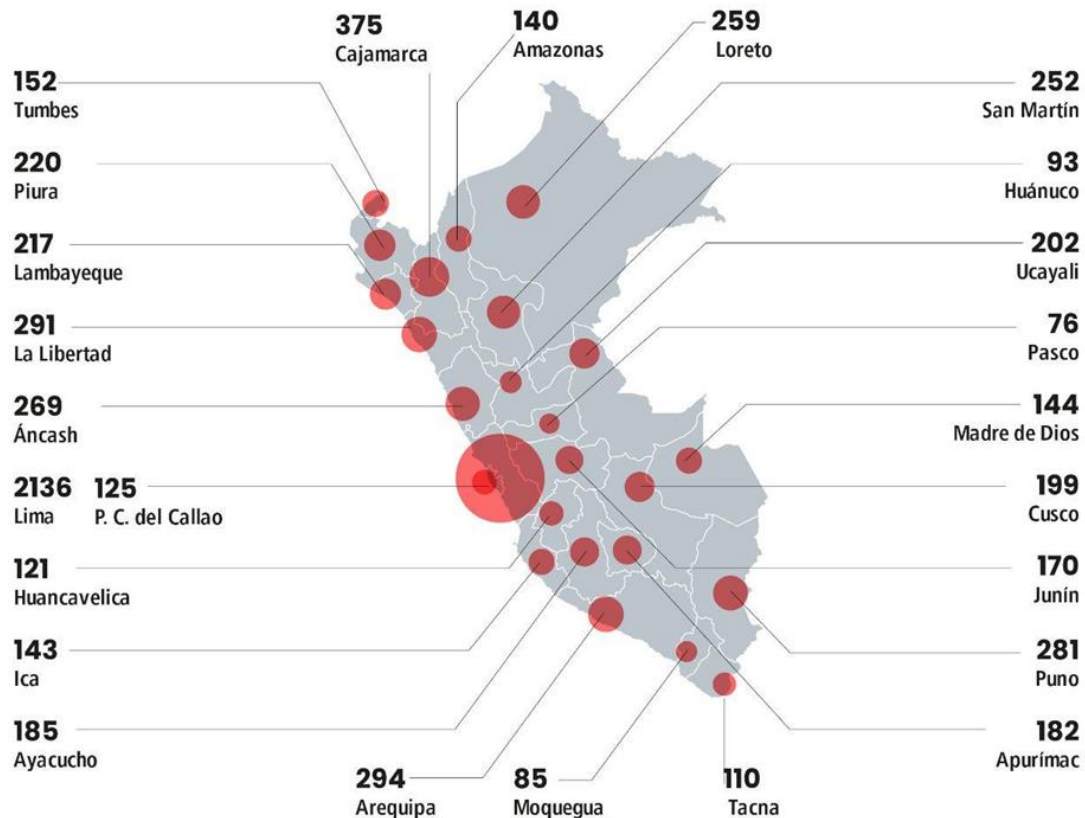 375
Cajamarca
140
Amazonas
259
Loreto
152
Tumbes
252
San Martín
220
Piura
93
Huánuco
217
Lambayeque
202
Ucayali
291
La Libertad
76
Pasco
269
Áncash
144
Madre de Dios
2136 125
Lima P. C. del Callao
199
Cusco
121
Huancavelica
170
Junín
143
Ica
281
Puno
185
Ayacucho
182
Apurímac
294
Arequipa
85
Moquegua
110
Tacna